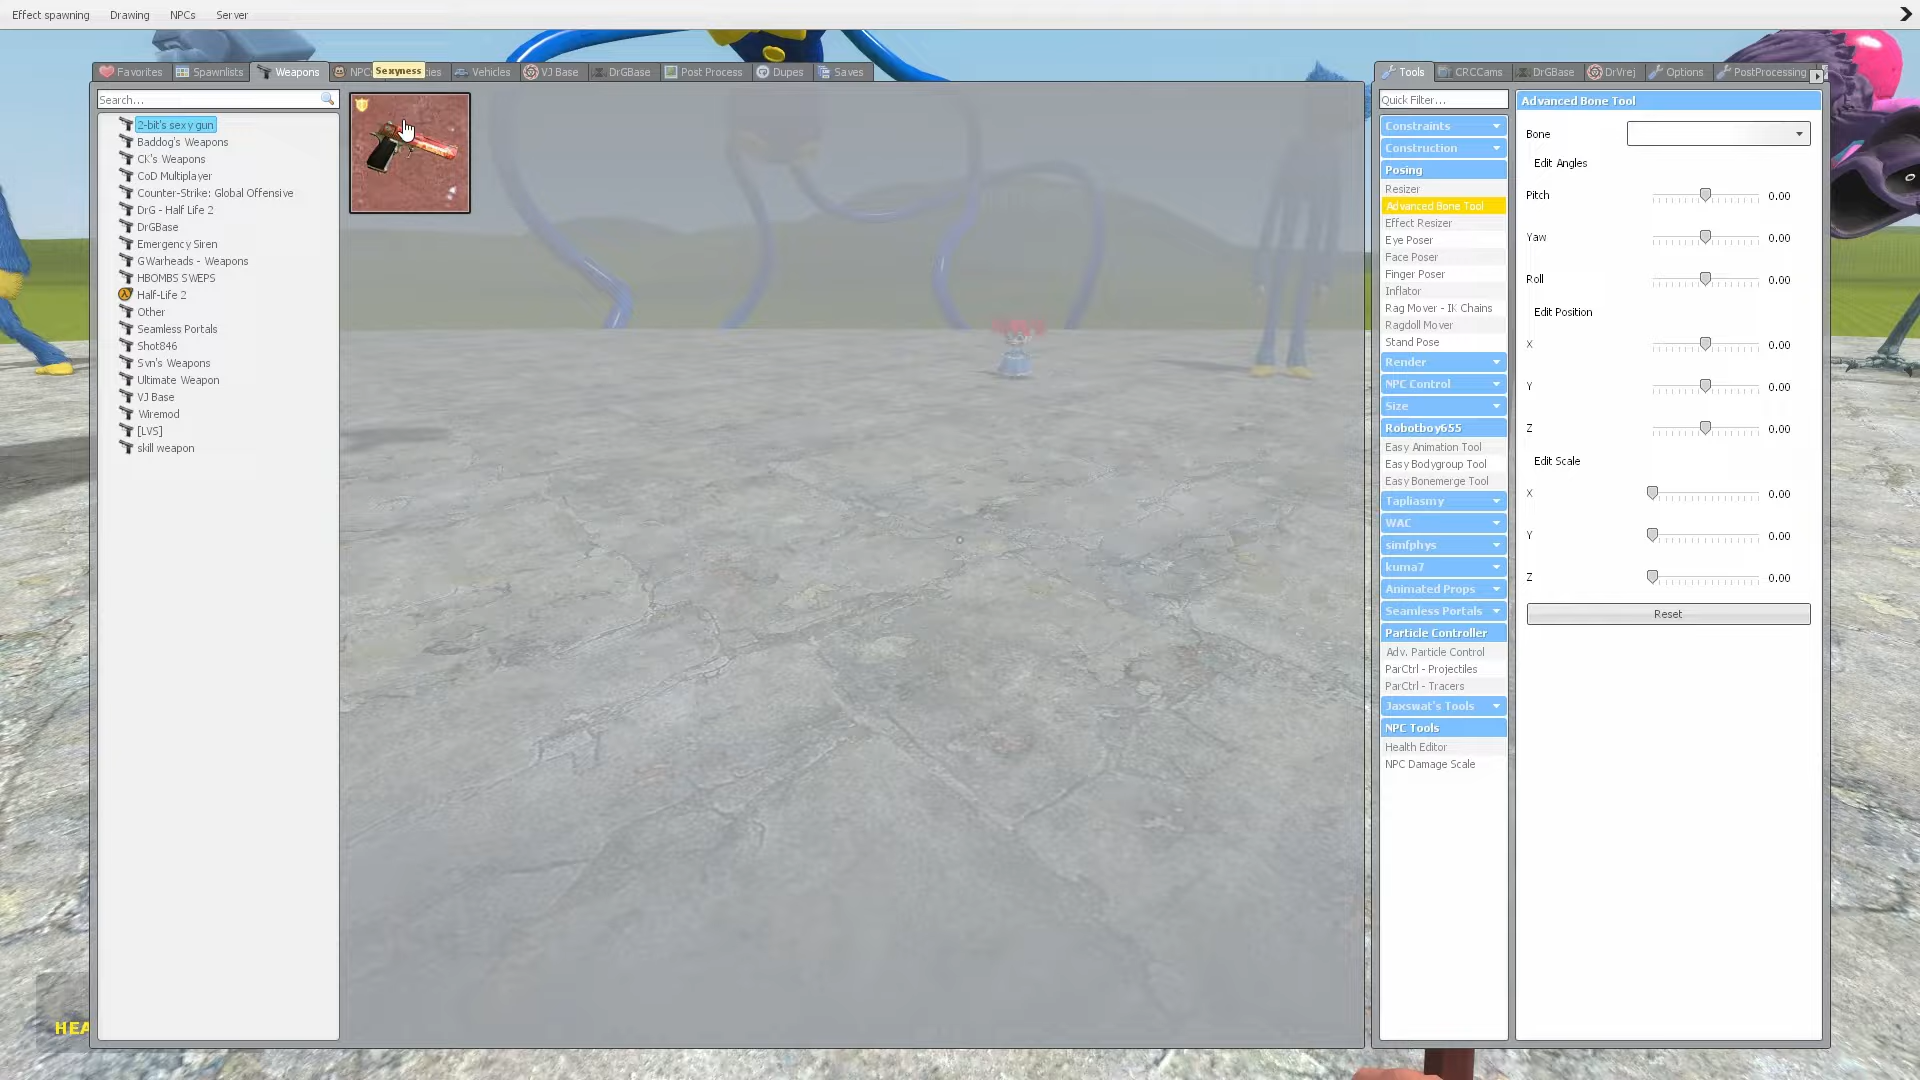 Effect spawning Drawing NPCs Server
Favorites Spawnlists Weapons NPC Sexyness ies Vehicles VJ Base DrGBase Post Process Dupes Saves
Tools CRCCams DrGBase DrVrej Options PostProcessing
Search...
2-bit's sexy gun
Baddog's Weapons
CK's Weapons
CoD Multiplayer
Counter-Strike: Global Offensive
DrG - Half Life 2
DrGBase
Emergency Siren
GWarheads - Weapons
HBOMBS SWEPS
Half-Life 2
Other
Seamless Portals
Shot846
Svn's Weapons
Ultimate Weapon
VJ Base
Wiremod
[LVS]
skill weapon
HEA
Quick Filter...
Constraints
Construction
Posing
Resizer
Advanced Bone Tool
Effect Resizer
Eye Poser
Face Poser
Finger Poser
Inflator
Rag Mover - IK Chains
Ragdoll Mover
Stand Pose
Render
NPC Control
Size
Robotboy655
Easy Animation Tool
Easy Bodygroup Tool
Easy Bonemerge Tool
Tapliasmy
WAC
simfphys
kuma7
Animated Props
Seamless Portals
Particle Controller
Adv. Particle Control
ParCtrl - Projectiles
ParCtrl - Tracers
Jaxswat's Tools
NPC Tools
Health Editor
NPC Damage Scale
Advanced Bone Tool
Bone
Edit Angles
Pitch 0.00
Yaw 0.00
Roll 0.00
Edit Position
X 0.00
Y 0.00
Z 0.00
Edit Scale
X 0.00
Y 0.00
Z 0.00
Reset